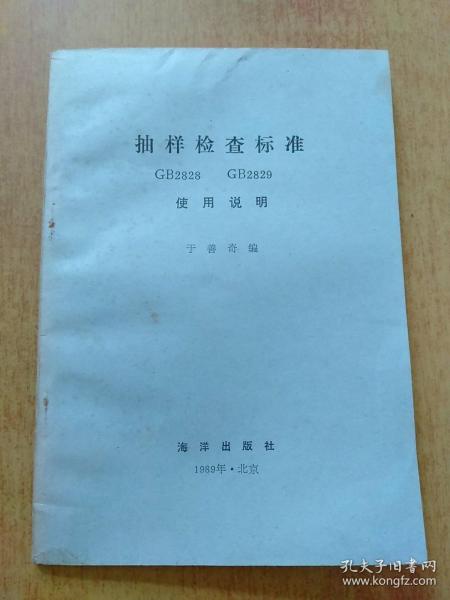 抽样检查标准
GB2828 GB2829
使用说明
于善奇编
海洋出版社
1989年·北京
孔夫子旧书网
www.kongfz.com